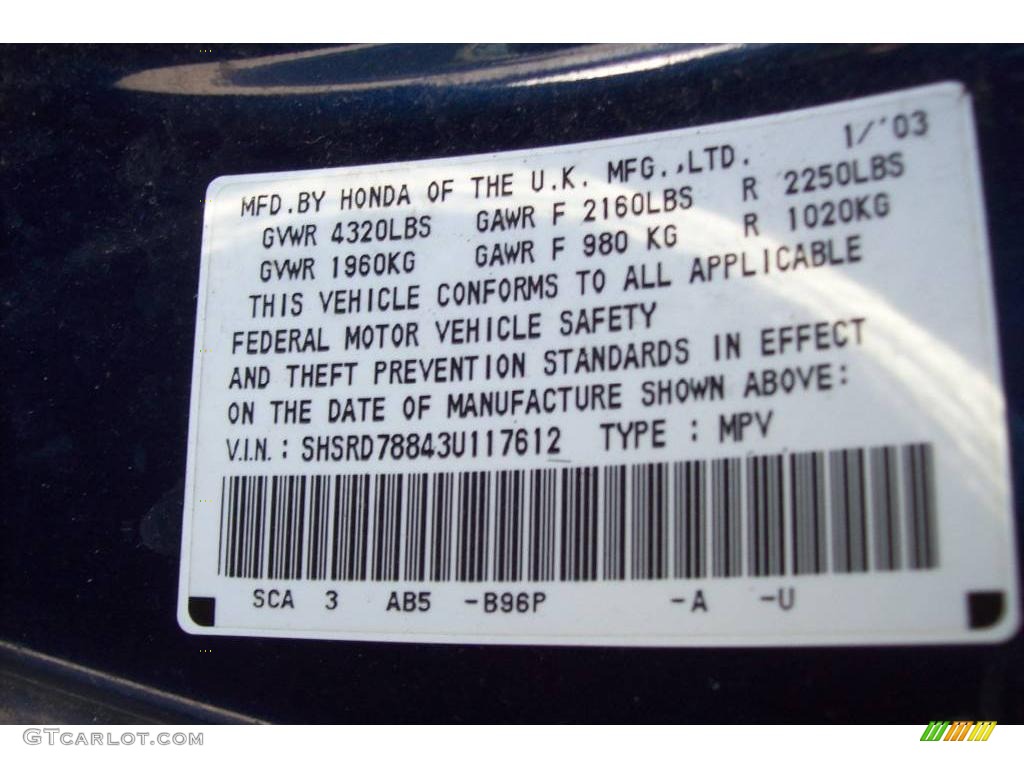 1/'03
MFD.BY HONDA OF THE U.K. MFG.,LTD.
GVWR 4320LBS GAWR F 2160LBS R 2250LBS
GVWR 1960KG GAWR F 980 KG R 1020KG
THIS VEHICLE CONFORMS TO ALL APPLICABLE
FEDERAL MOTOR VEHICLE SAFETY
AND THEFT PREVENTION STANDARDS IN EFFECT
ON THE DATE OF MANUFACTURE SHOWN ABOVE:
V.I.N.: SHSRD78843U117612 TYPE : MPV
SCA 3 AB5 -B96P -A -U
GTCarLot.com